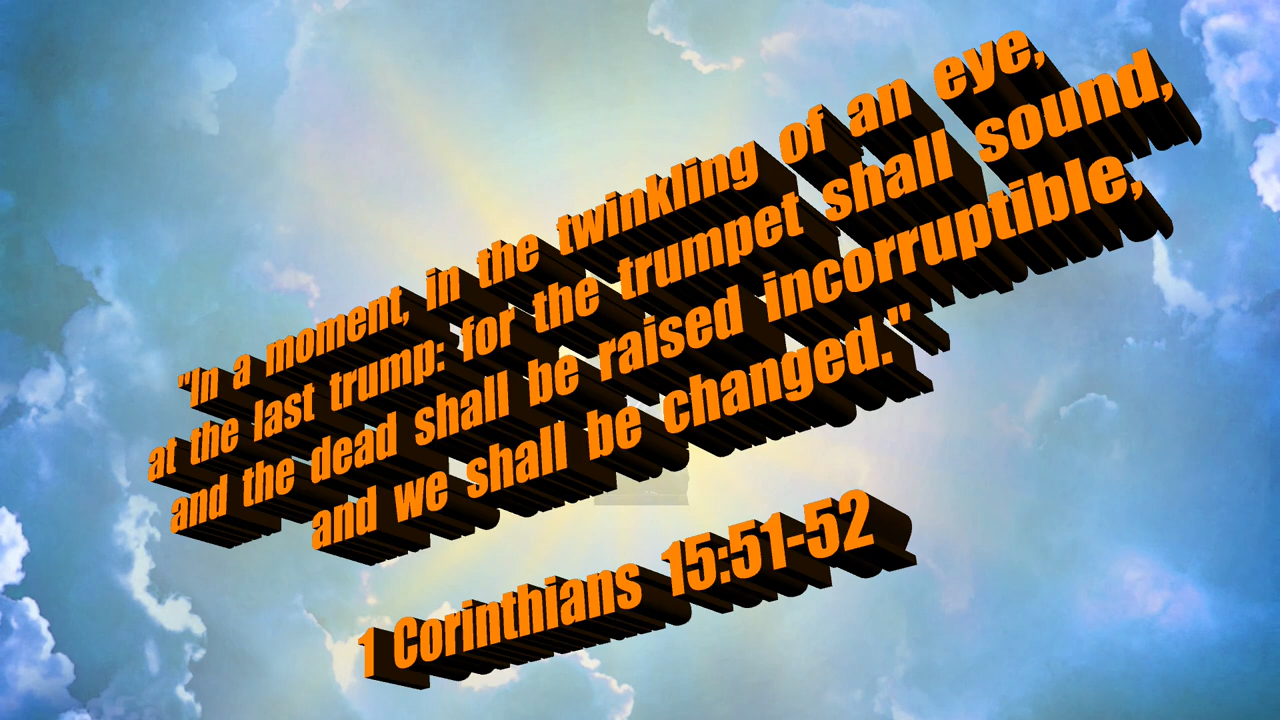 "In a moment, in the twinkling of an eye,
at the last trump: for the trumpet shall sound,
and the dead shall be raised incorruptible,
and we shall be changed."
1 Corinthians 15:51-52